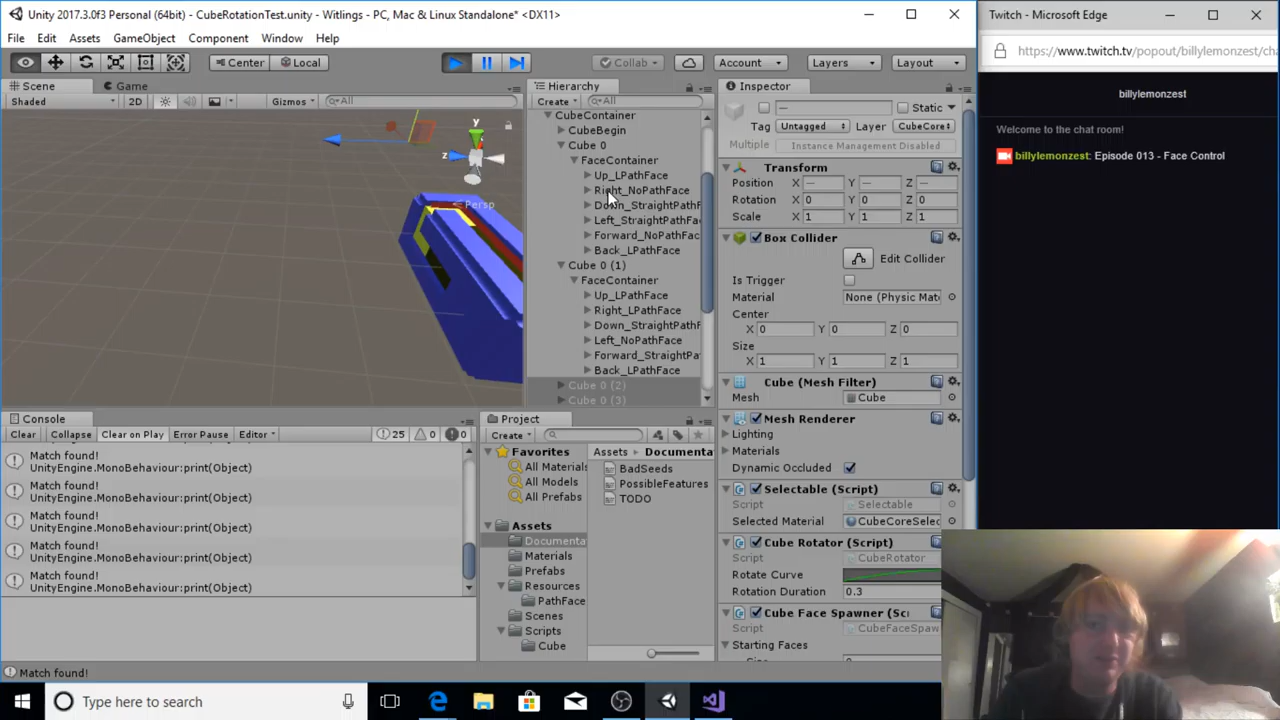 Unity 2017.3.0f3 Personal (64bit) - CubeRotationTest.unity - Witlings - PC, Mac & Linux Standalone* <DX11>
File Edit Assets GameObject Component Window Help
Center Local Collab Account Layers Layout
Scene Game
Shaded 2D Gizmos All
y
z
Persp
Hierarchy
Create All
CubeContainer
CubeBegin
Cube 0
FaceContainer
Up_LPathFace
Right_NoPathFace
Down_StraightPathF
Left_StraightPathFac
Forward_NoPathFac
Back_LPathFace
Cube 0 (1)
FaceContainer
Up_LPathFace
Right_LPathFace
Down_StraightPathF
Left_NoPathFace
Forward_StraightPa
Back_LPathFace
Cube 0 (2)
Cube 0 (3)
Inspector
— Static
Tag Untagged Layer CubeCore
Multiple Instance Management Disabled
Transform
Position X — Y — Z —
Rotation X 0 Y 0 Z 0
Scale X 1 Y 1 Z 1
Box Collider
Edit Collider
Is Trigger
Material None (Physic Mat
Center
X 0 Y 0 Z 0
Size
X 1 Y 1 Z 1
Cube (Mesh Filter)
Mesh Cube
Mesh Renderer
Lighting
Materials
Dynamic Occluded
Selectable (Script)
Script Selectable
Selected Material CubeCoreSelec
Cube Rotator (Script)
Script CubeRotator
Rotate Curve
Rotation Duration 0.3
Cube Face Spawner (Sc
Script CubeFaceSpaw
Starting Faces
Console
Clear Collapse Clear on Play Error Pause Editor 25 0 0
Match found!
UnityEngine.MonoBehaviour:print(Object)
Match found!
UnityEngine.MonoBehaviour:print(Object)
Match found!
UnityEngine.MonoBehaviour:print(Object)
Match found!
UnityEngine.MonoBehaviour:print(Object)
Match found!
UnityEngine.MonoBehaviour:print(Object)
Match found!
Project
Create
Favorites
All Materials
All Models
All Prefabs
Assets
Documenta
Materials
Prefabs
Resources
PathFace
Scenes
Scripts
Cube
Assets Documenta
BadSeeds
PossibleFeatures
TODO
Twitch - Microsoft Edge
https://www.twitch.tv/popout/billylemonzest/cha
billylemonzest
Welcome to the chat room!
billylemonzest: Episode 013 - Face Control
Type here to search